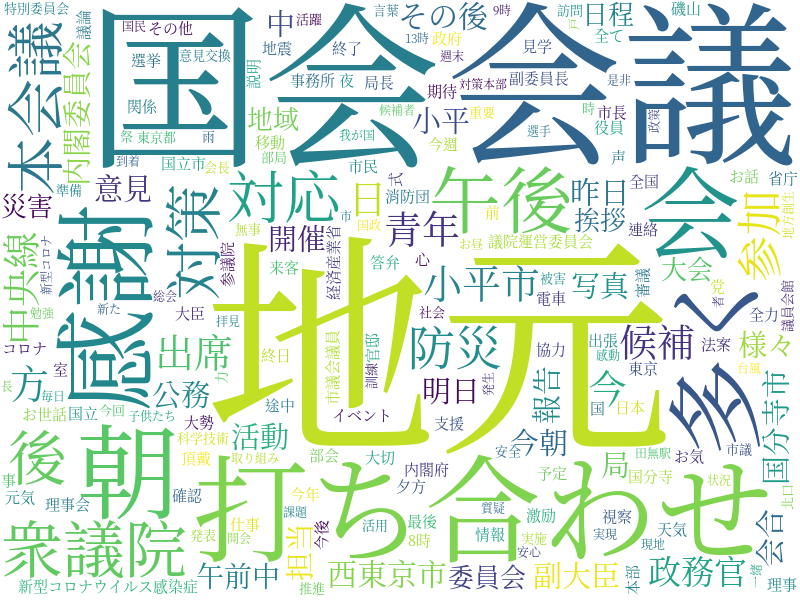 特別委員会
国民
その他
活躍
言葉
9時
訪問
日程
磯山
国会
会議
本会議
議論
選挙
意見交換
地震
終了
中
その後
13時
政府
週末
見学
全て
内閣委員会
説明
関係
事務所
夜
局長
期待
対策本部
副委員長
是非
祭
東京都
雨
地域
候補者
重要
小平
時
市長
役員
選手
政策
声
到着
国立市
会長
移動
部局
我が国
今週
準備
災害
意見
対策
対応
市民
式
消防団
午後
昨日
会
全国
お話
省庁
地方創生
感謝
無事
日
市
国政
青年
前
挨拶
連絡
参加
中央線
新型コロナ
開催
参議院
経済産業省
お昼
議院運営委員会
来客
答弁
心
小平市
被害
写真
審議
大会
党
者
議員会館
勉強
新た
総会
大臣
拝見
地元
電車
多く
コロナ
室
出席
終日
市議会議員
訓練
官邸
社会
防災
出張
感動
候補
全力
法案
様々
台風
協力
長
毎日
方
公務
力
明日
発生
報告
今
国
日本
東京
国分寺市
お世話
国立
今回
子供たち
大勢
途中
イベント
支援
安全
今朝
田無駅
市議
後
朝
科学技術
活動
頂戴
取り組み
部会
大切
内閣府
予定
局
国分寺
お気
状況
北口
事
元気
理事会
確認
打ち合わせ
夕方
質疑
情報
激励
視察
天気
会合
衆議院
発表
仕事
今年
課題
開会
担当
今後
活用
最後
8時
実施
実現
現地
一緒
新型コロナウイルス感染症
午前中
推進
西東京市
委員会
安心
副大臣
本部
政務官
理事